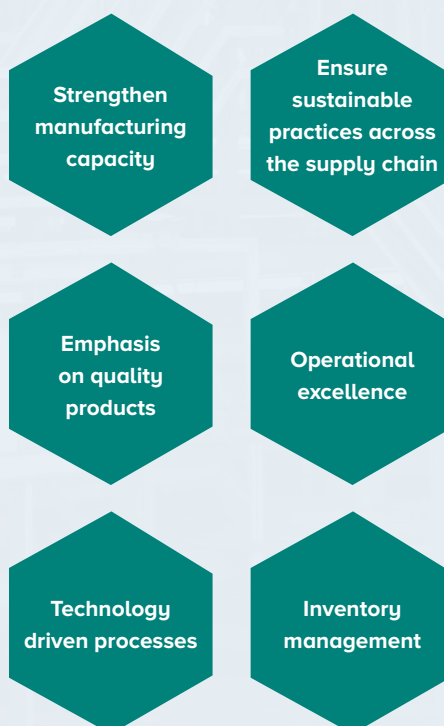 Strengthen
manufacturing
capacity
Ensure
sustainable
practices across
the supply chain
Emphasis
on quality
products
Operational
excellence
Technology
driven processes
Inventory
management